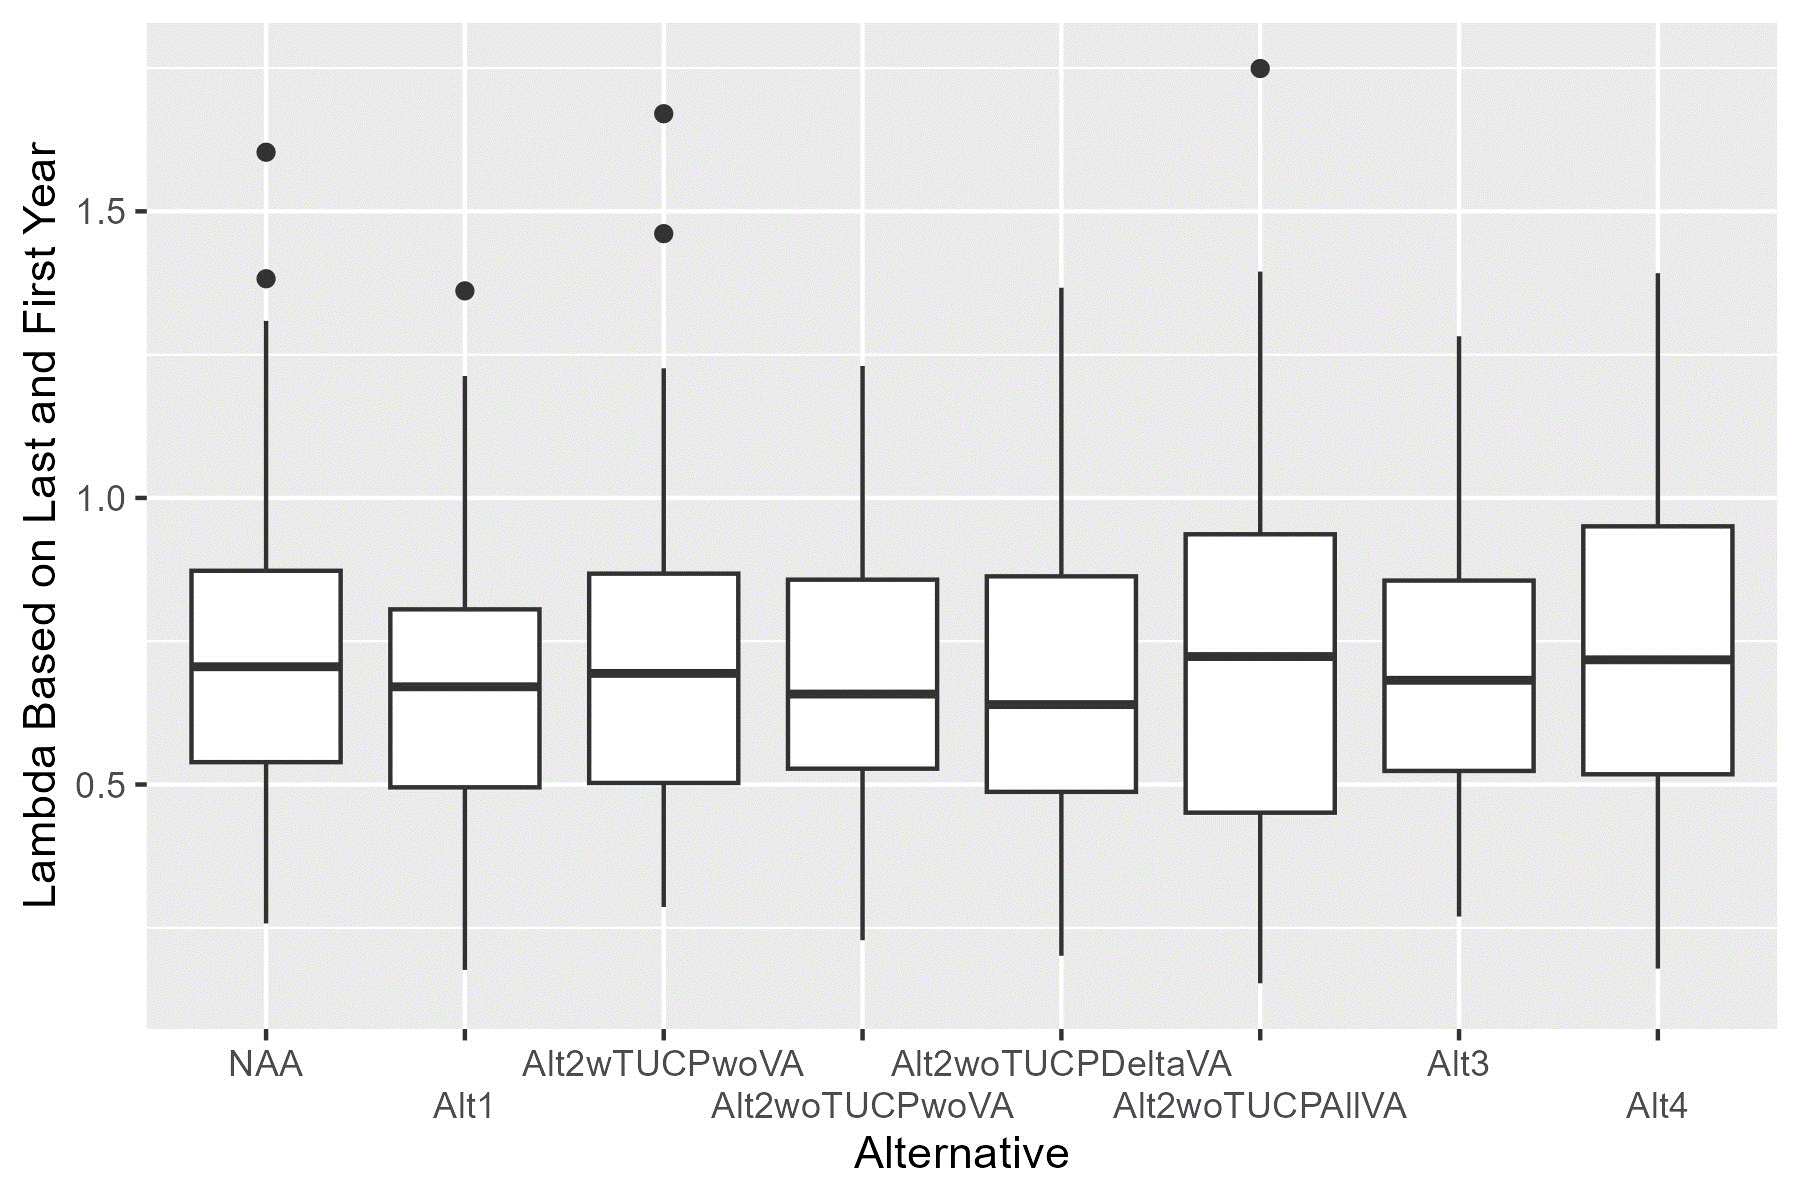 Lambda Based on Last and First Year
1.5
1.0
0.5
NAA
Alt1
Alt2wTUCPwoVA
Alt2woTUCPwoVA
Alt2woTUCPDeltaVA
Alt2woTUCPAllVA
Alt3
Alt4
Alternative